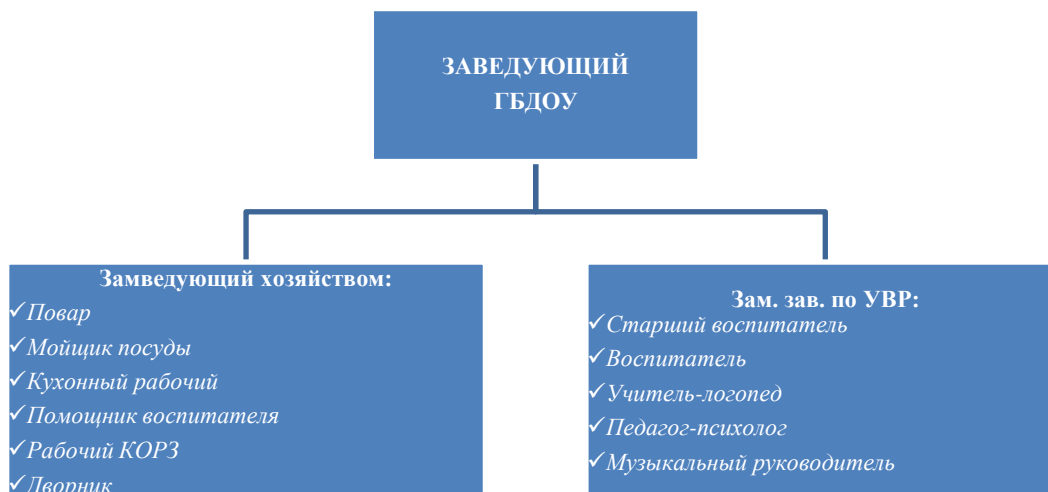 ЗАВЕДУЮЩИЙ
ГБДОУ
Замведующий хозяйством:
✓Повар
✓Мойщик посуды
✓Кухонный рабочий
✓Помощник воспитателя
✓Рабочий КОРЗ
✓Дворник
Зам. зав. по УВР:
✓Старший воспитатель
✓Воспитатель
✓Учитель-логопед
✓Педагог-психолог
✓Музыкальный руководитель